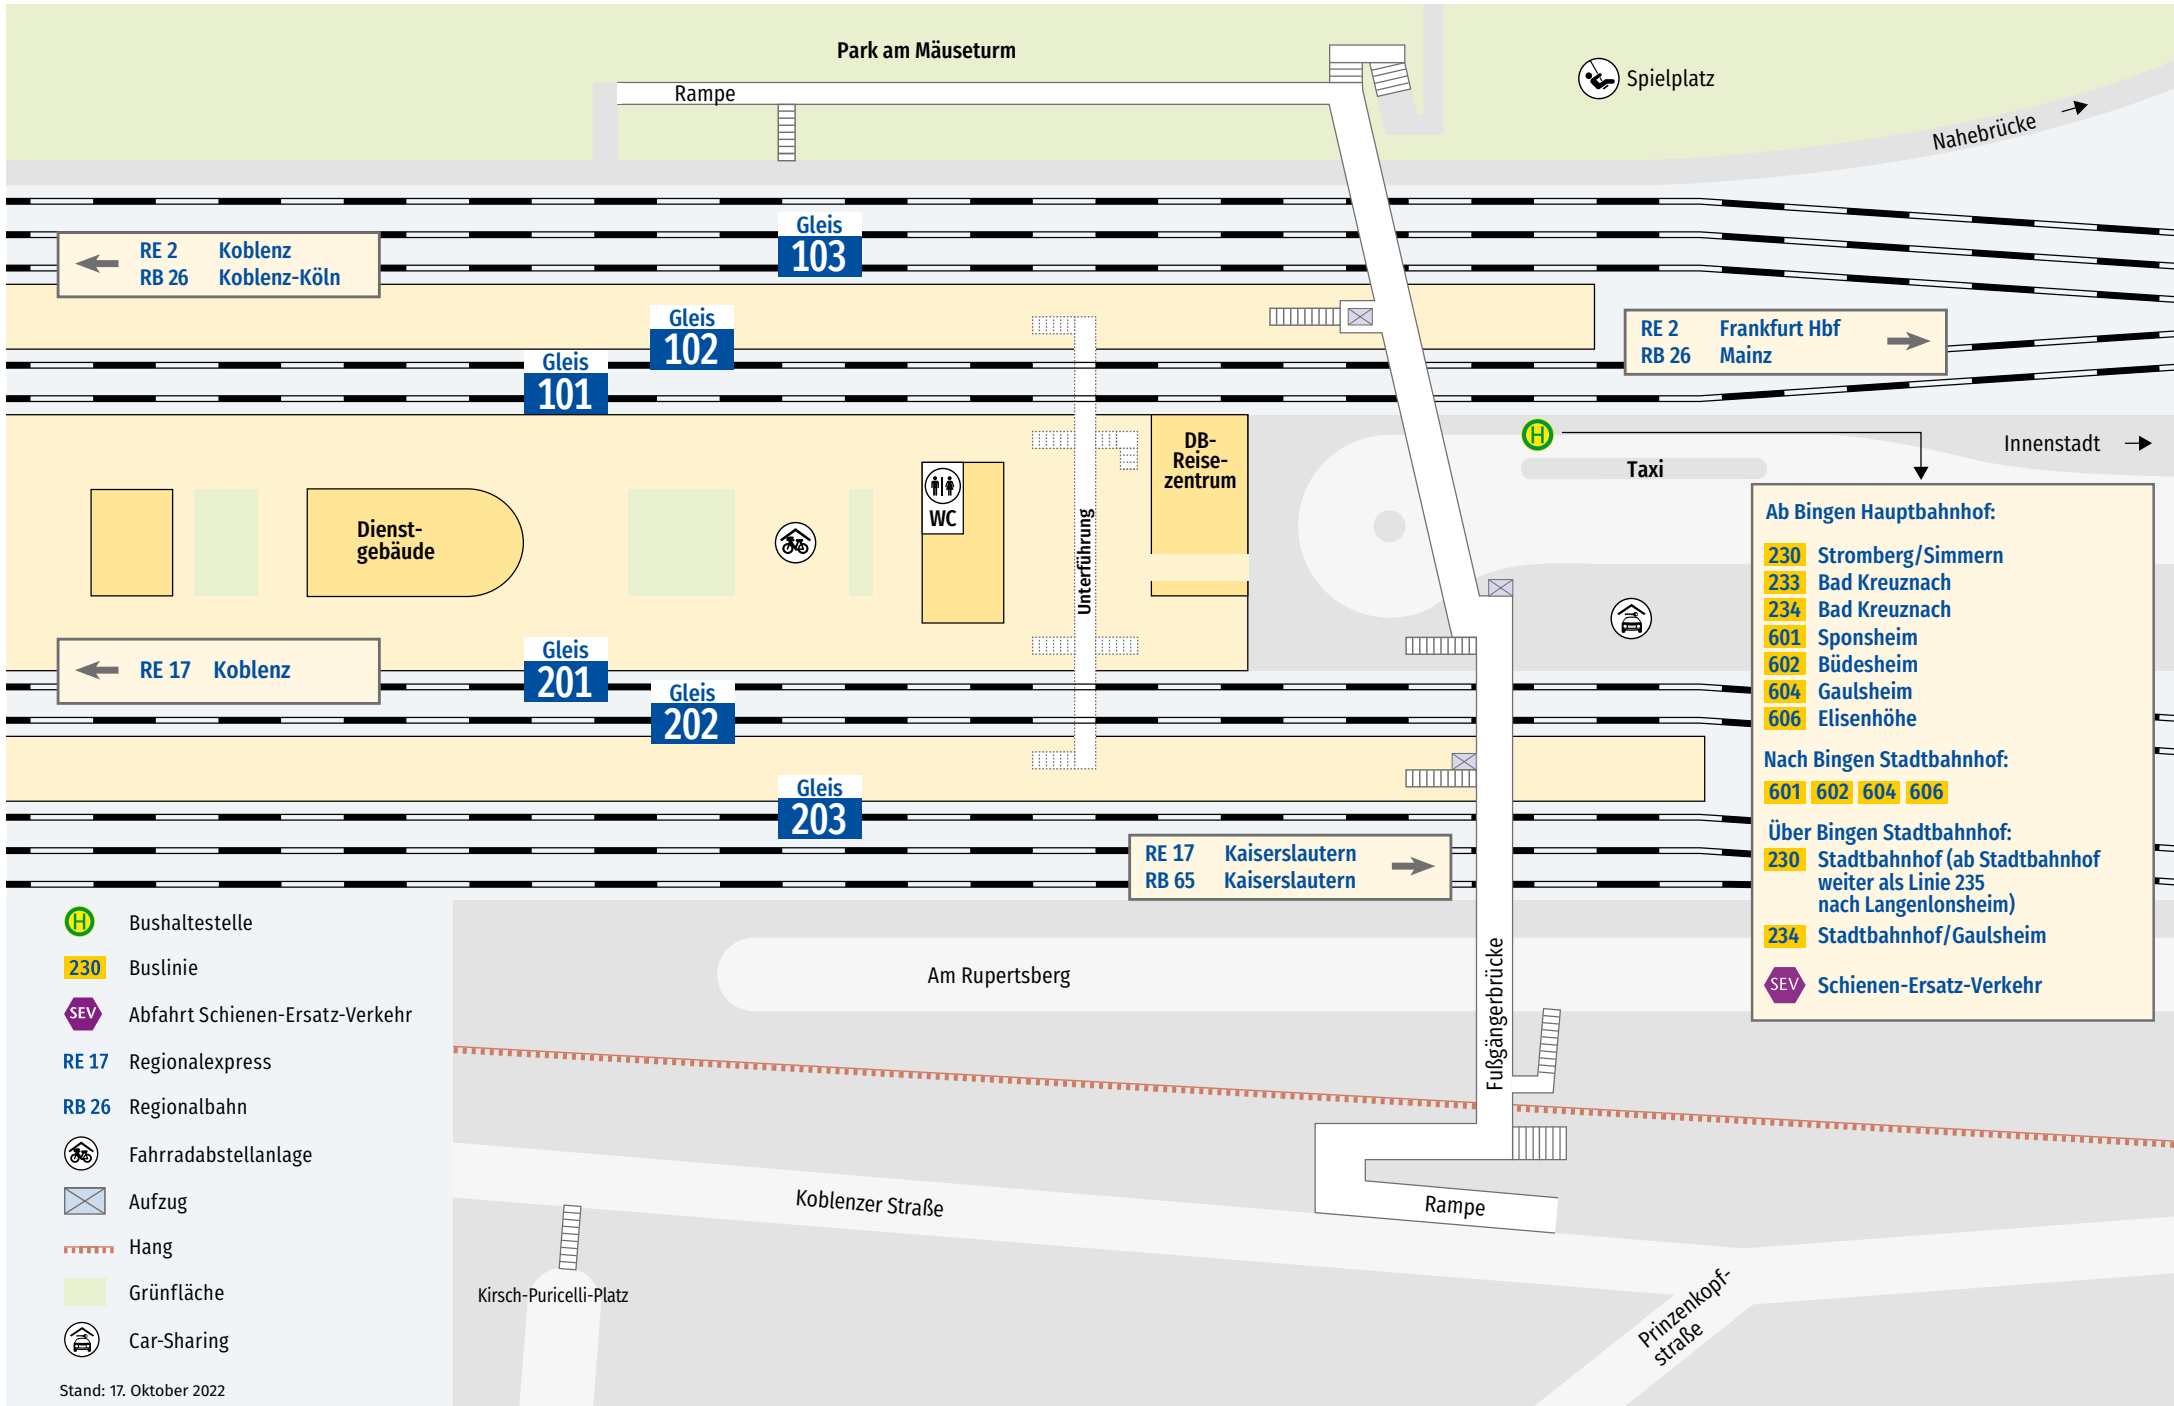 Park am Mäuseturm
Rampe
Spielplatz
Nahebrücke
Gleis
103
RE 2 Koblenz
RB 26 Koblenz-Köln
Gleis
102
RE 2 Frankfurt Hbf
RB 26 Mainz
Gleis
101
DB-
Reise-
zentrum
H
Taxi
Innenstadt
WC
Dienst-
gebäude
Unterführung
Ab Bingen Hauptbahnhof:
230 Stromberg/Simmern
233 Bad Kreuznach
234 Bad Kreuznach
601 Sponsheim
602 Büdesheim
604 Gaulsheim
606 Elisenhöhe
Nach Bingen Stadtbahnhof:
601 602 604 606
Über Bingen Stadtbahnhof:
230 Stadtbahnhof (ab Stadtbahnhof
weiter als Linie 235
nach Langenlonsheim)
234 Stadtbahnhof/Gaulsheim
SEV Schienen-Ersatz-Verkehr
RE 17 Koblenz
Gleis
201
Gleis
202
Gleis
203
RE 17 Kaiserslautern
RB 65 Kaiserslautern
Fußgängerbrücke
Am Rupertsberg
Koblenzer Straße
Rampe
Kirsch-Puricelli-Platz
Prinzenkopf-
straße
H Bushaltestelle
230 Buslinie
SEV Abfahrt Schienen-Ersatz-Verkehr
RE 17 Regionalexpress
RB 26 Regionalbahn
Fahrradabstellanlage
Aufzug
Hang
Grünfläche
Car-Sharing
Stand: 17. Oktober 2022